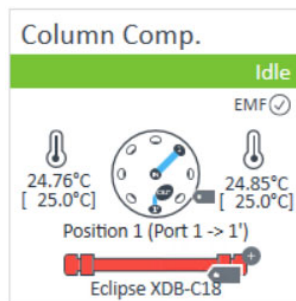 Column Comp.
Idle
EMF
24.76°C
[ 25.0°C]
24.85°C
[ 25.0°C]
Position 1 (Port 1 -> 1')
Eclipse XDB-C18